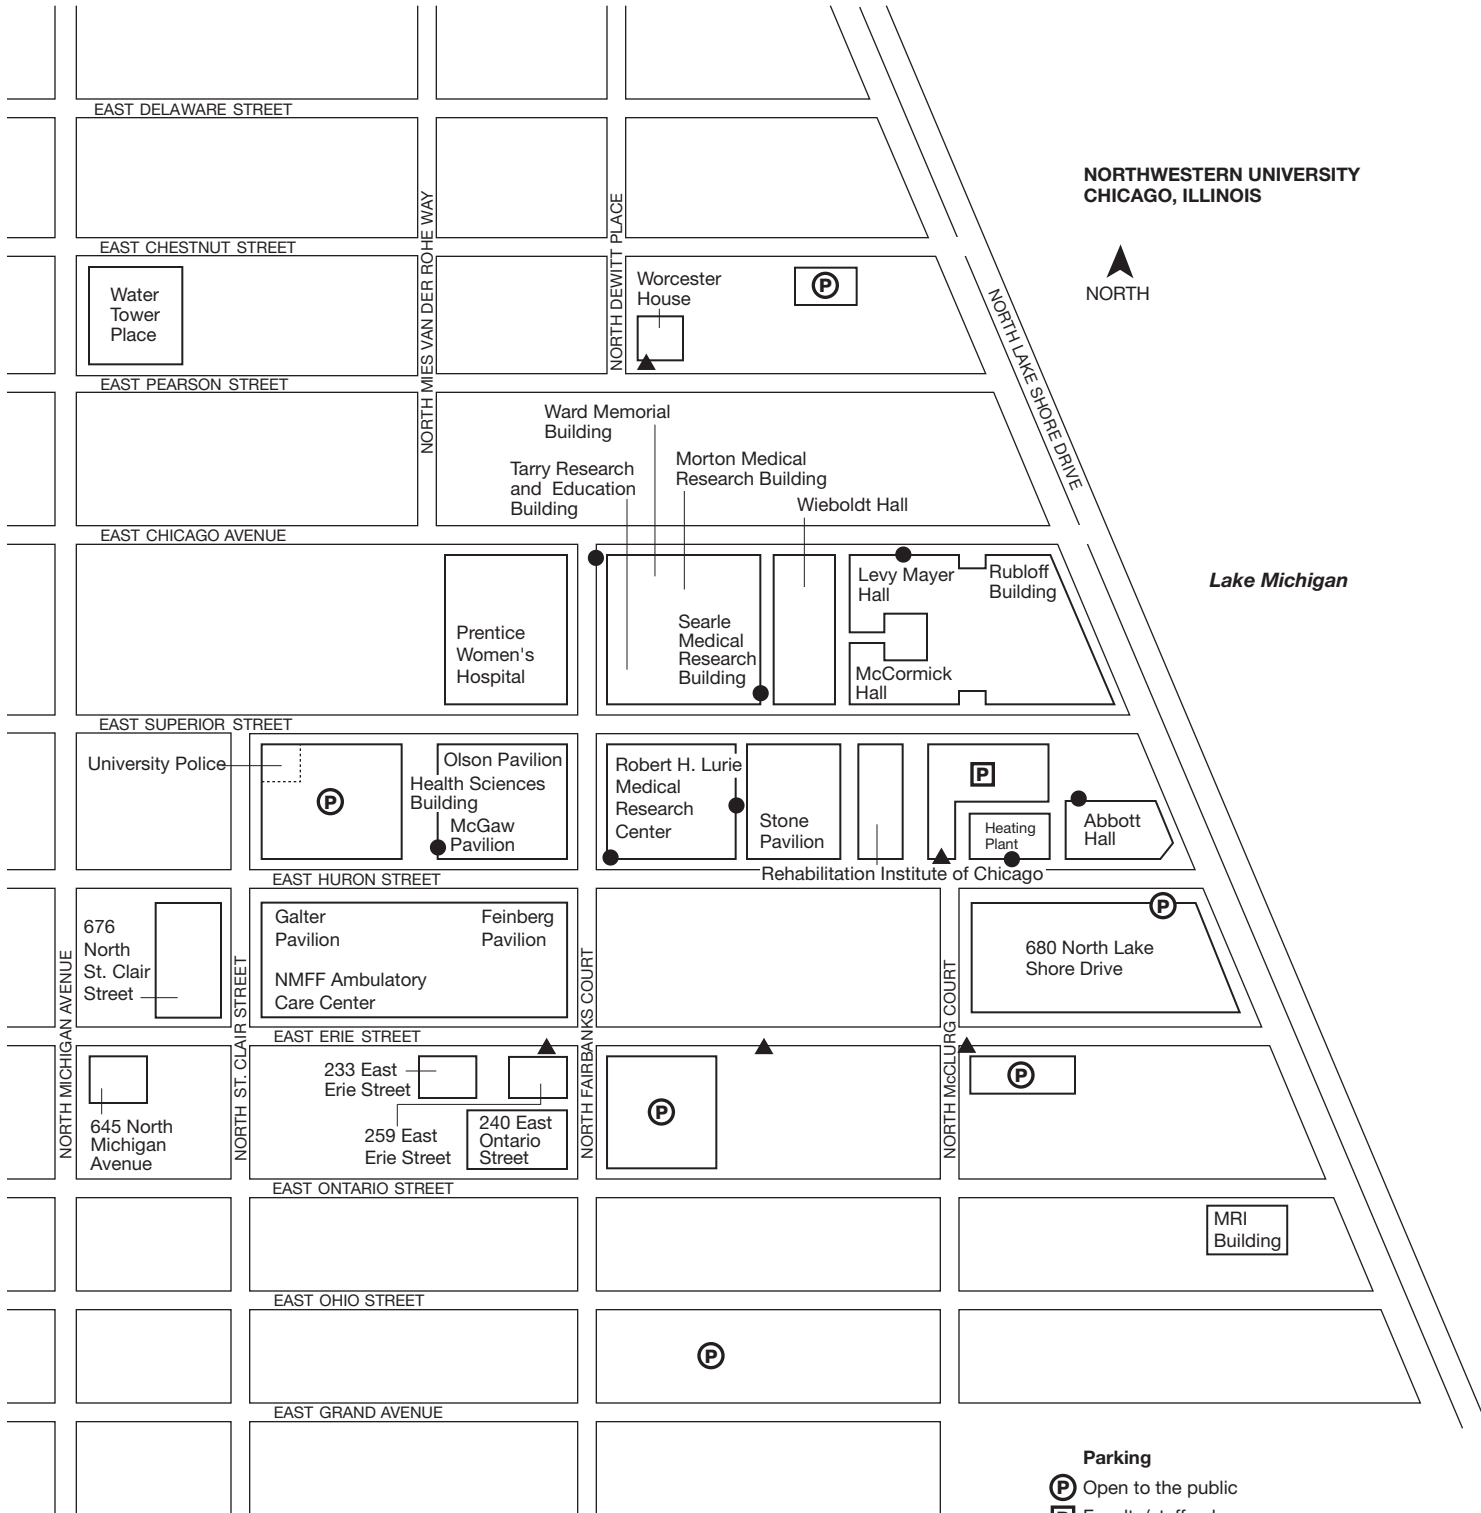 EAST DELAWARE STREET
NORTHWESTERN UNIVERSITY
CHICAGO, ILLINOIS
NORTH
NORTH MIES VAN DER ROHE WAY
NORTH DEWITT PLACE
EAST CHESTNUT STREET
Water
Tower
Place
Worcester
House
P
NORTH LAKE SHORE DRIVE
EAST PEARSON STREET
Ward Memorial
Building
Tarry Research
and Education
Building
Morton Medical
Research Building
Wieboldt Hall
EAST CHICAGO AVENUE
Lake Michigan
Levy Mayer
Hall
Rubloff
Building
Prentice
Women's
Hospital
Searle
Medical
Research
Building
McCormick
Hall
EAST SUPERIOR STREET
University Police
P
Olson Pavilion
Health Sciences
Building
McGaw
Pavilion
Robert H. Lurie
Medical
Research
Center
Stone
Pavilion
P
Heating
Plant
Abbott
Hall
Rehabilitation Institute of Chicago
EAST HURON STREET
676
North
St. Clair
Street
Galter
Pavilion
Feinberg
Pavilion
NMFF Ambulatory
Care Center
P
680 North Lake
Shore Drive
NORTH MICHIGAN AVENUE
NORTH ST. CLAIR STREET
NORTH FAIRBANKS COURT
NORTH McCLURG COURT
EAST ERIE STREET
645 North
Michigan
Avenue
233 East
Erie Street
259 East
Erie Street
240 East
Ontario
Street
P
P
EAST ONTARIO STREET
MRI
Building
EAST OHIO STREET
P
EAST GRAND AVENUE
Parking
P Open to the public